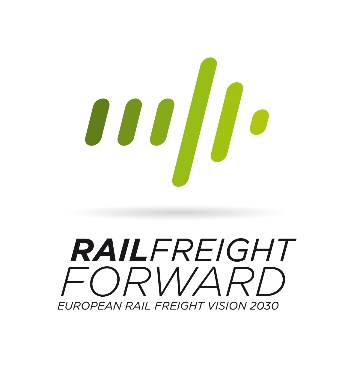 RAILFREIGHT
FORWARD
EUROPEAN RAIL FREIGHT VISION 2030